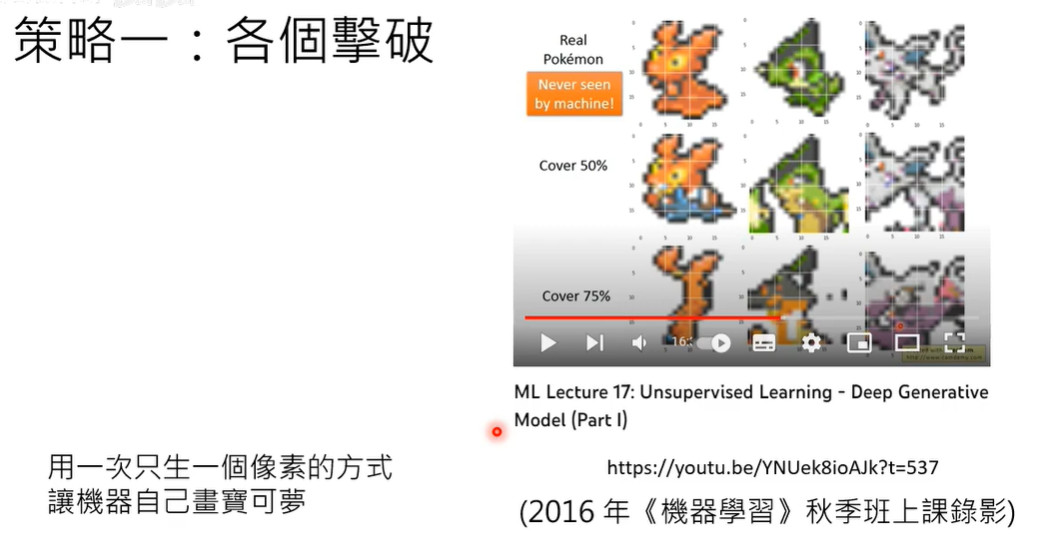 策略一：各個擊破
Real
Pokémon
Never seen
by machine!
Cover 50%
Cover 75%
ML Lecture 17: Unsupervised Learning - Deep Generative
Model (Part I)
用一次只生一個像素的方式
讓機器自己畫寶可夢
https://youtu.be/YNUek8ioAJk?t=537
(2016 年《機器學習》秋季班上課錄影)